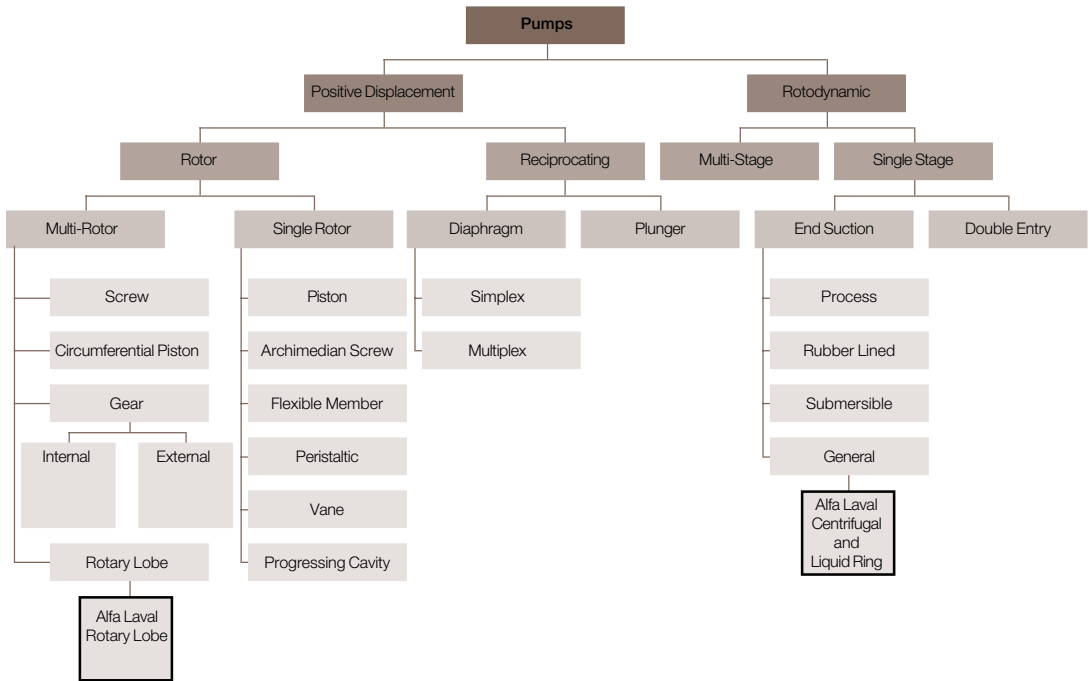 Pumps
Positive Displacement
Rotodynamic
Rotor
Reciprocating
Multi-Stage
Single Stage
Multi-Rotor
Single Rotor
Diaphragm
Plunger
End Suction
Double Entry
Screw
Piston
Simplex
Process
Circumferential Piston
Archimedian Screw
Multiplex
Rubber Lined
Gear
Flexible Member
Submersible
Internal
External
Peristaltic
General
Vane
Alfa Laval
Centrifugal
and
Liquid Ring
Rotary Lobe
Progressing Cavity
Alfa Laval
Rotary Lobe